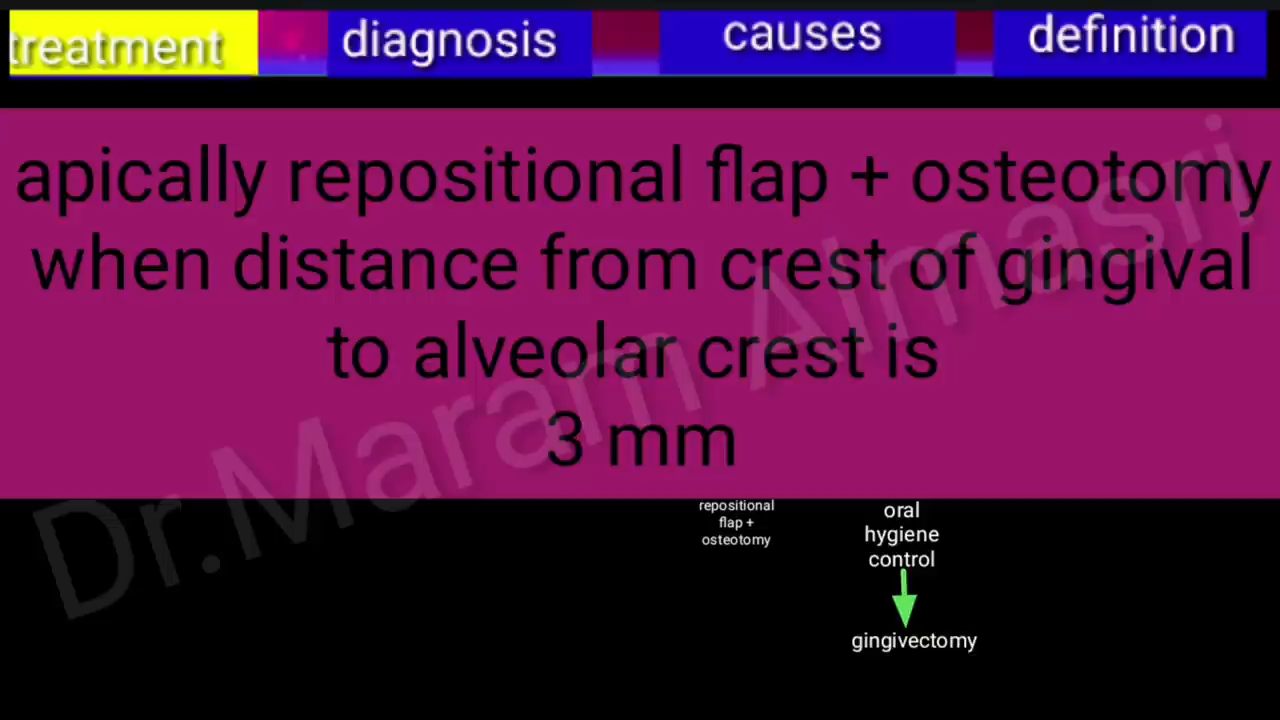 treatment
diagnosis
causes
definition
apically repositional flap + osteotomy
when distance from crest of gingival
to alveolar crest is
3 mm
repositional
flap +
osteotomy
oral
hygiene
control
gingivectomy
Dr.Maram Almasri